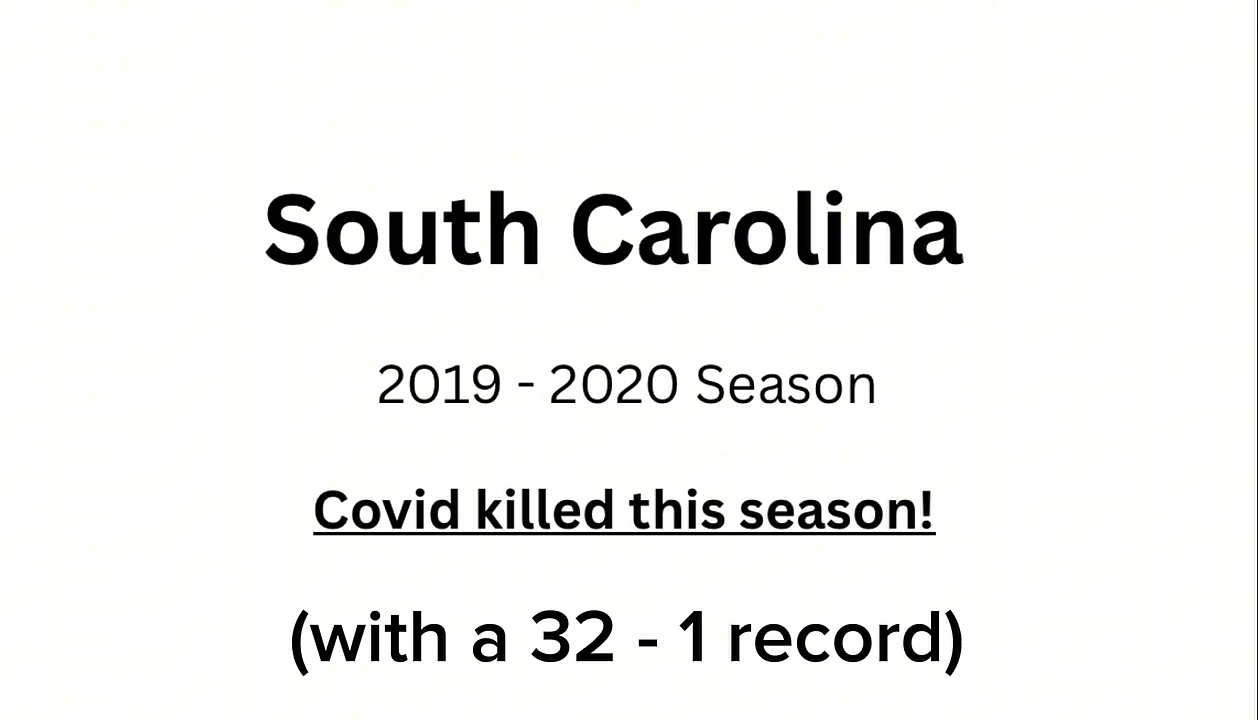 South Carolina
2019 - 2020 Season
Covid killed this season!
(with a 32 - 1 record)